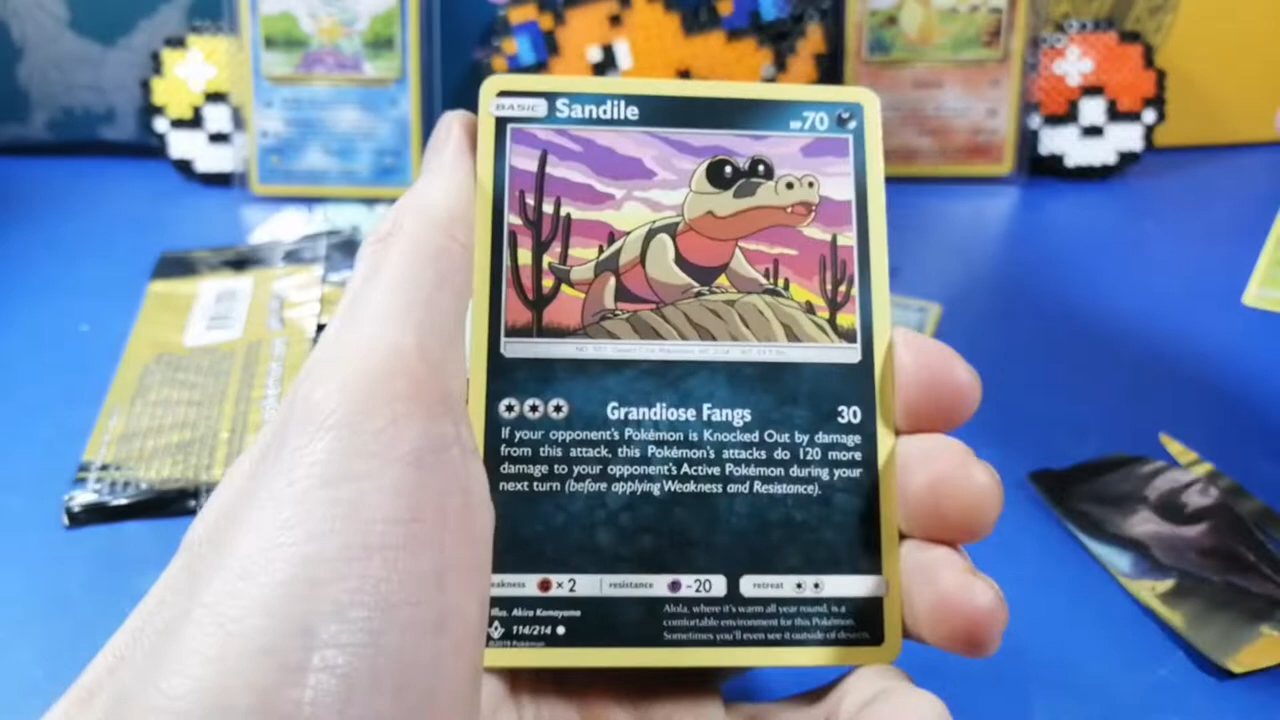 BASIC Sandile HP70
Grandiose Fangs 30
If your opponent's Pokémon is Knocked Out by damage
from this attack, this Pokémon's attacks do 120 more
damage to your opponent's Active Pokémon during your
next turn (before applying Weakness and Resistance).
eakness × 2 resistance -20 retreat
Illus. Akira Komayama
114/214
©2019 Pokémon
Alola, where it's warm all year round, is a
comfortable environment for this Pokémon.
Sometimes you'll even see it outside of deserts.